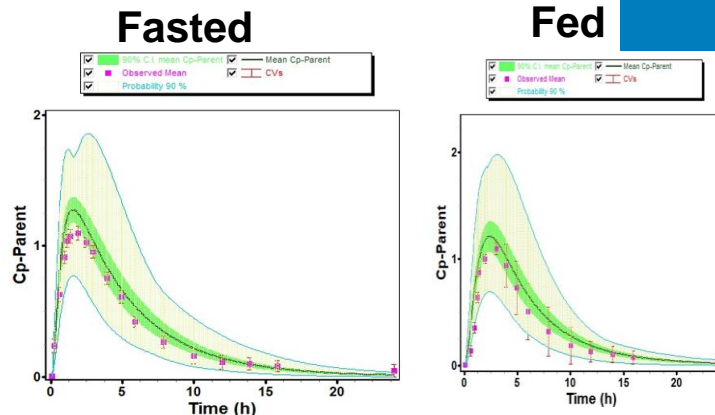 Fasted
Fed
90% C.I. mean Cp-Parent
Mean Cp-Parent
Observed Mean
CVs
Probability 90 %
90% C.I. mean Cp-Parent
Mean Cp-Parent
Observed Mean
CVs
Probability 90 %
2
1
0
Cp-Parent
0
5
10
15
20
Time (h)
2
1
0
Cp-Parent
0
5
10
15
20
Time (h)